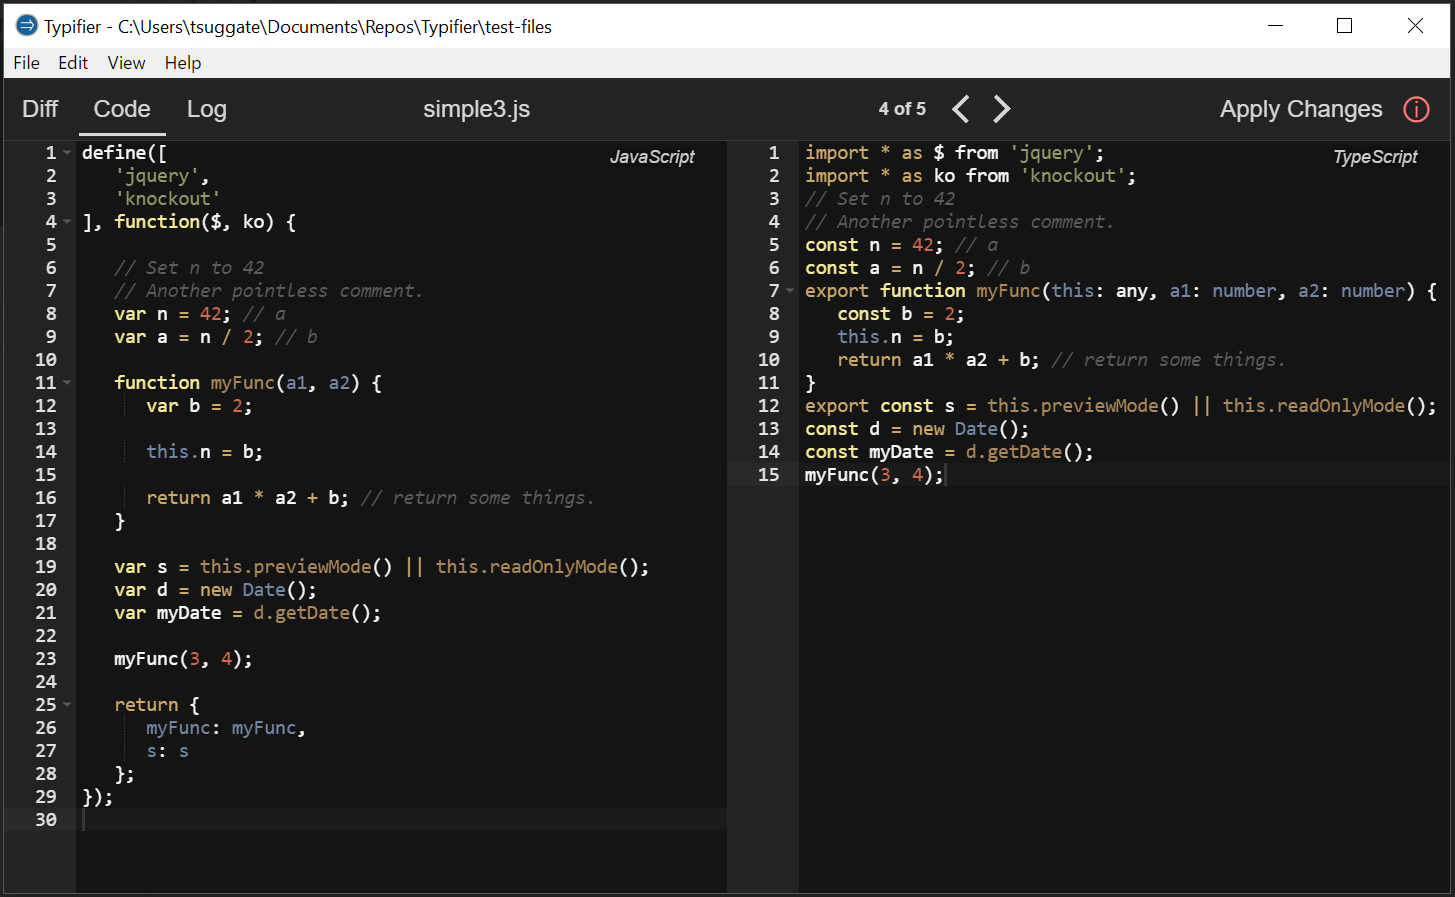 Typifier - C:\Users\tsuggate\Documents\Repos\Typifier\test-files
File Edit View Help
Diff Code Log simple3.js 4 of 5 Apply Changes
JavaScript
1 define([
2 'jquery',
3 'knockout'
4 ], function($, ko) {
5
6 // Set n to 42
7 // Another pointless comment.
8 var n = 42; // a
9 var a = n / 2; // b
10
11 function myFunc(a1, a2) {
12 var b = 2;
13
14 this.n = b;
15
16 return a1 * a2 + b; // return some things.
17 }
18
19 var s = this.previewMode() || this.readOnlyMode();
20 var d = new Date();
21 var myDate = d.getDate();
22
23 myFunc(3, 4);
24
25 return {
26 myFunc: myFunc,
27 s: s
28 };
29 });
30
TypeScript
1 import * as $ from 'jquery';
2 import * as ko from 'knockout';
3 // Set n to 42
4 // Another pointless comment.
5 const n = 42; // a
6 const a = n / 2; // b
7 export function myFunc(this: any, a1: number, a2: number) {
8 const b = 2;
9 this.n = b;
10 return a1 * a2 + b; // return some things.
11 }
12 export const s = this.previewMode() || this.readOnlyMode();
13 const d = new Date();
14 const myDate = d.getDate();
15 myFunc(3, 4);